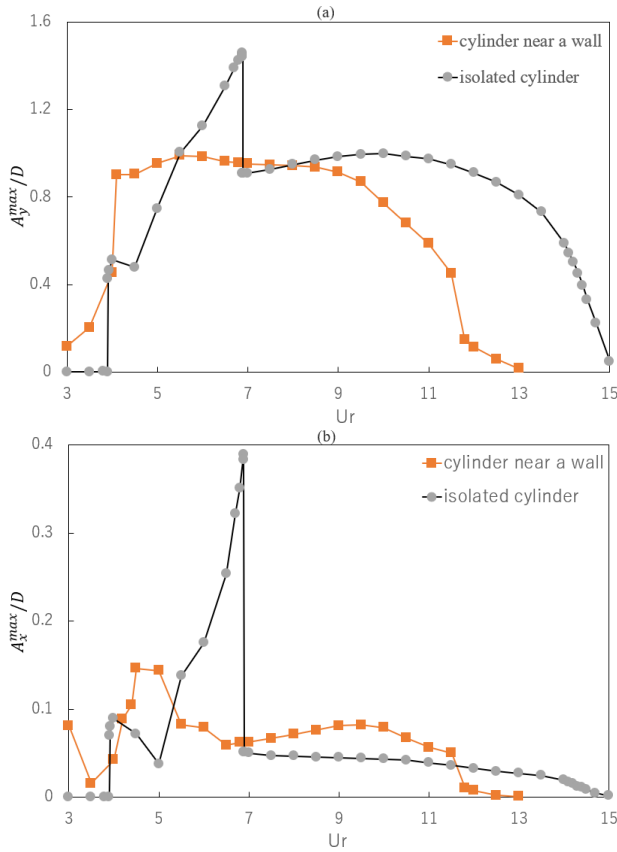 (a)
1.6
1.2
0.8
0.4
0
A_y^max/D
cylinder near a wall
isolated cylinder
3 5 7 9 11 13 15
Ur
(b)
0.4
0.3
0.2
0.1
0
A_x^max/D
cylinder near a wall
isolated cylinder
3 5 7 9 11 13 15
Ur